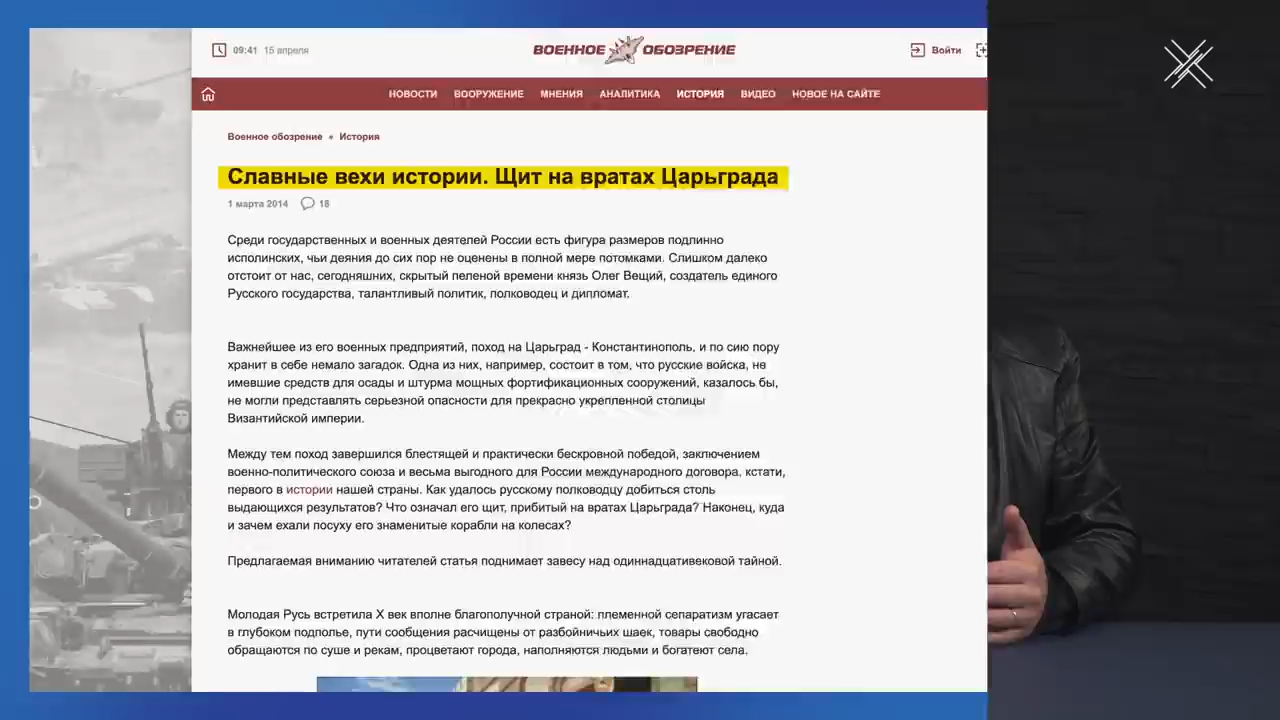 09:41 15 апреля
ВОЕННОЕ ОБОЗРЕНИЕ
Войти
НОВОСТИ ВООРУЖЕНИЕ МНЕНИЯ АНАЛИТИКА ИСТОРИЯ ВИДЕО НОВОЕ НА САЙТЕ
Военное обозрение • История
Славные вехи истории. Щит на вратах Царьграда
1 марта 2014 18
Среди государственных и военных деятелей России есть фигура размеров подлинно
исполинских, чьи деяния до сих пор не оценены в полной мере потомками. Слишком далеко
отстоит от нас, сегодняшних, скрытый пеленой времени князь Олег Вещий, создатель единого
Русского государства, талантливый политик, полководец и дипломат.
Важнейшее из его военных предприятий, поход на Царьград - Константинополь, и по сию пору
хранит в себе немало загадок. Одна из них, например, состоит в том, что русские войска, не
имевшие средств для осады и штурма мощных фортификационных сооружений, казалось бы,
не могли представлять серьезной опасности для прекрасно укрепленной столицы
Византийской империи.
Между тем поход завершился блестящей и практически бескровной победой, заключением
военно-политического союза и весьма выгодного для России международного договора, кстати,
первого в истории нашей страны. Как удалось русскому полководцу добиться столь
выдающихся результатов? Что означал его щит, прибитый на вратах Царьграда? Наконец, куда
и зачем ехали посуху его знаменитые корабли на колесах?
Предлагаемая вниманию читателей статья поднимает завесу над одиннадцативековой тайной.
Молодая Русь встретила X век вполне благополучной страной: племенной сепаратизм угасает
в глубоком подполье, пути сообщения расчищены от разбойничьих шаек, товары свободно
обращаются по суше и рекам, процветают города, наполняются людьми и богатеют села.